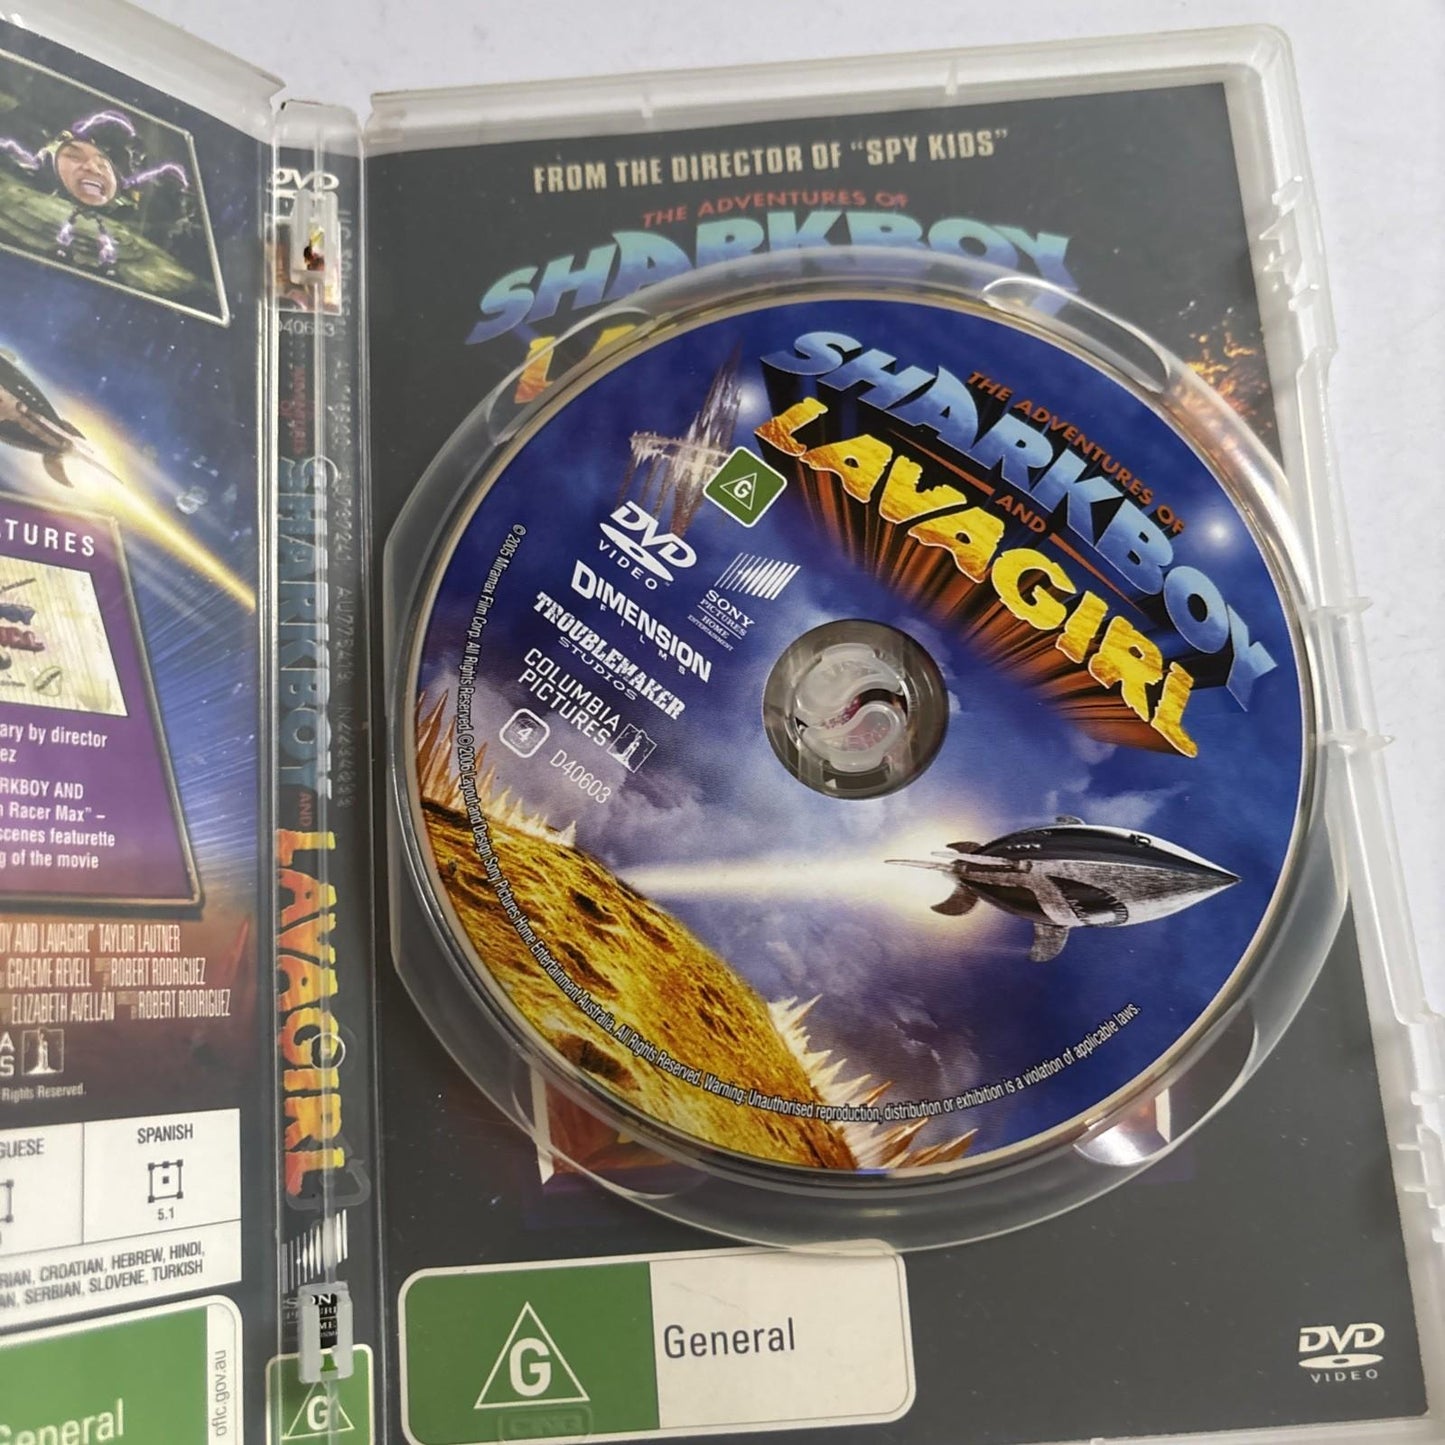 ATURES
ary by director
ez
RKBOY AND
n Racer Max" –
scenes featurette
g of the movie
OY AND LAVAGIRL" TAYLOR LAUTNER
GRAEME REVELL ROBERT RODRIGUEZ
ELIZABETH AVELLAN ROBERT RODRIGUEZ
Rights Reserved.
GUESE
SPANISH
5.1
RIAN, CROATIAN, HEBREW, HINDI,
AN, SERBIAN, SLOVENE, TURKISH
General
oflc.gov.au
DVD
D40603
SHARKBOY
AND
LAVAGIRL
G
FROM THE DIRECTOR OF "SPY KIDS"
THE ADVENTURES OF
SHARKBOY
THE ADVENTURES OF
SHARKBOY
AND
LAVAGIRL
G
DVD
VIDEO
SONY
PICTURES
HOME
ENTERTAINMENT
DIMENSION
FILMS
TROUBLEMAKER
STUDIOS
COLUMBIA
PICTURES
4
D40603
© 2005 Miramax Film Corp. All Rights Reserved. © 2006 Layout and Design Sony Pictures Home Entertainment Australia. All Rights Reserved. Warning: Unauthorised reproduction, distribution or exhibition is a violation of applicable laws.
G
General
DVD
VIDEO